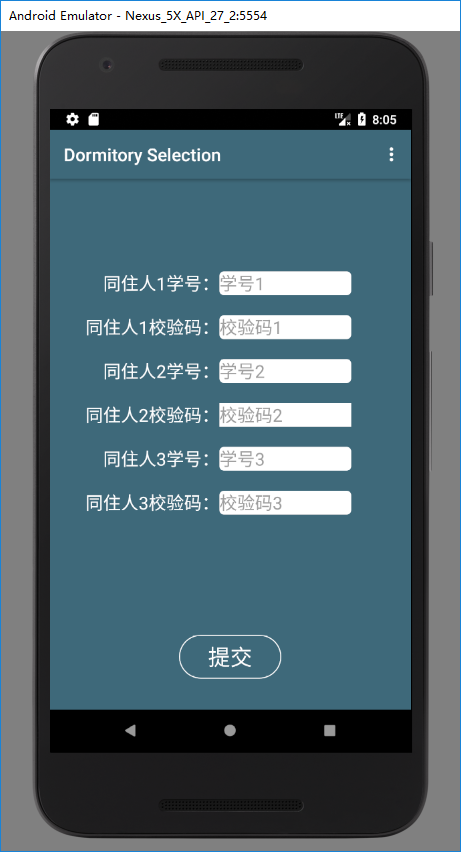 Android Emulator - Nexus_5X_API_27_2:5554
LTE 8:05
Dormitory Selection
同住人1学号： 学号1
同住人1校验码： 校验码1
同住人2学号： 学号2
同住人2校验码： 校验码2
同住人3学号： 学号3
同住人3校验码： 校验码3
提交